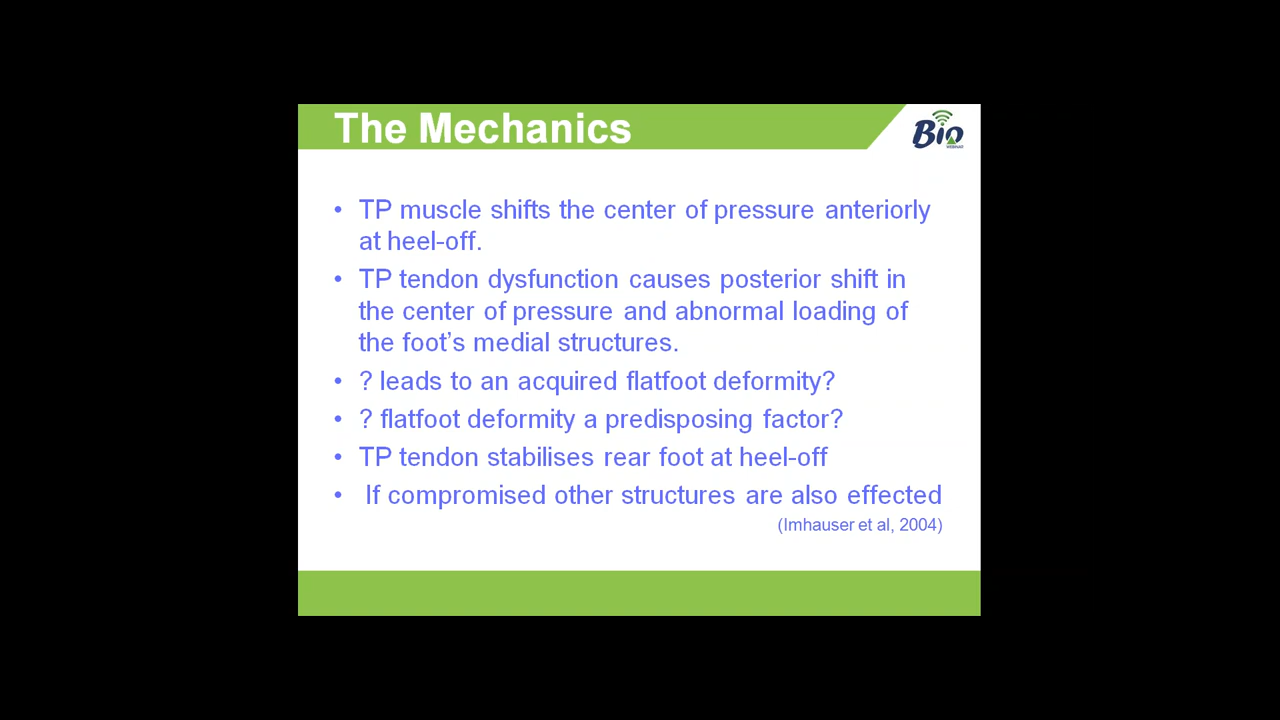 The Mechanics
Bio
WEBINAR
• TP muscle shifts the center of pressure anteriorly
at heel-off.
• TP tendon dysfunction causes posterior shift in
the center of pressure and abnormal loading of
the foot’s medial structures.
• ? leads to an acquired flatfoot deformity?
• ? flatfoot deformity a predisposing factor?
• TP tendon stabilises rear foot at heel-off
• If compromised other structures are also effected
(Imhauser et al, 2004)